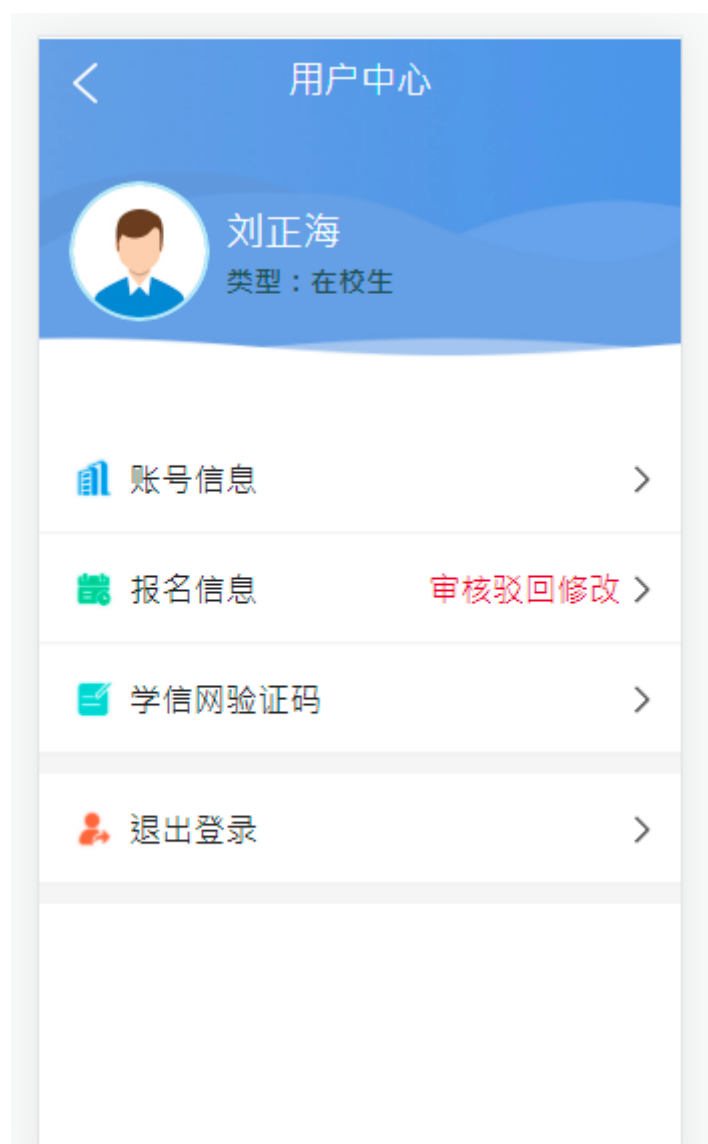 用户中心
刘正海
类型：在校生
账号信息
报名信息 审核驳回修改
学信网验证码
退出登录